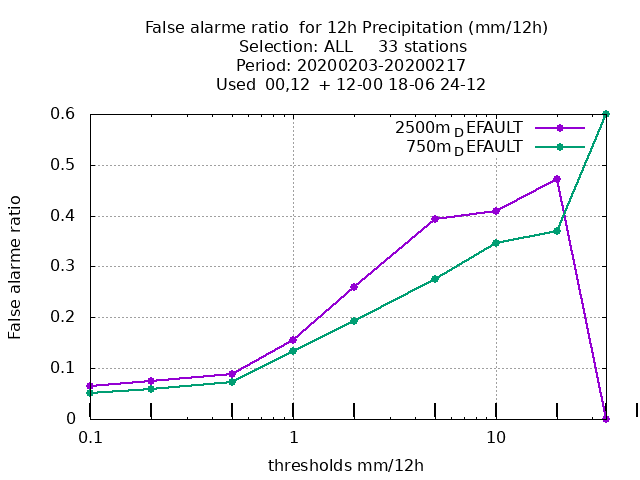 False alarme ratio  for 12h Precipitation (mm/12h)
Selection: ALL     33 stations
Period: 20200203-20200217
Used  00,12  + 12-00 18-06 24-12
2500m_DEFAULT
750m_DEFAULT
False alarme ratio
0.6
0.5
0.4
0.3
0.2
0.1
0
0.1
1
10
thresholds mm/12h